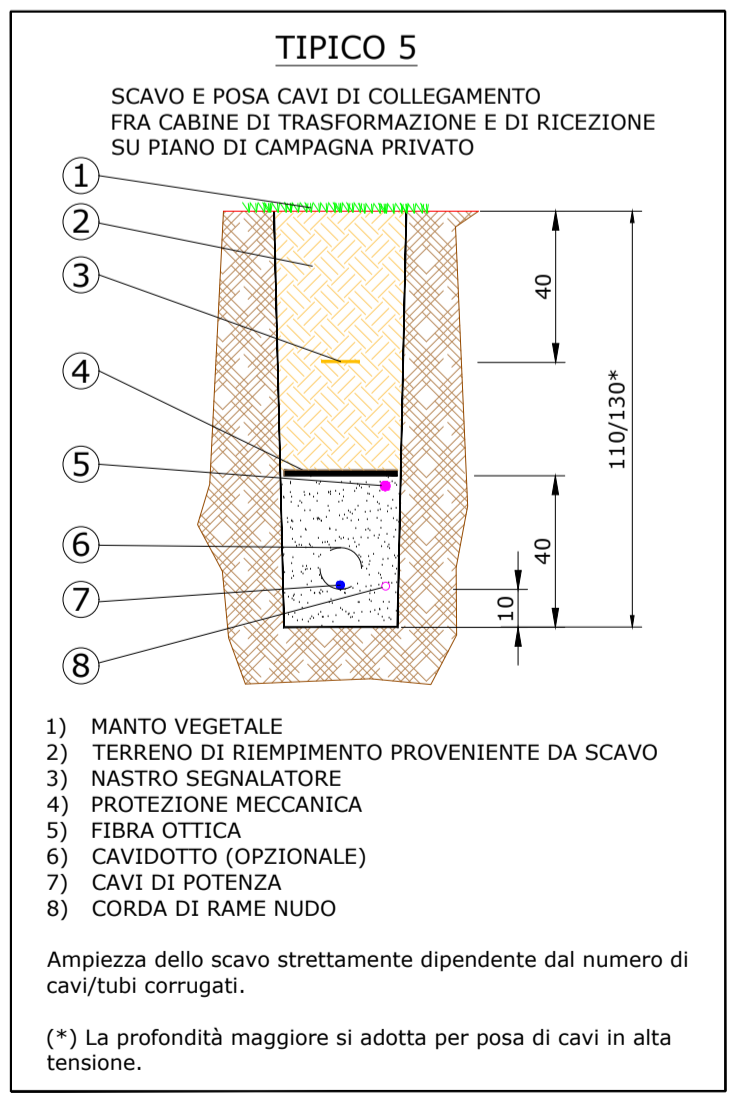 TIPICO 5
SCAVO E POSA CAVI DI COLLEGAMENTO
FRA CABINE DI TRASFORMAZIONE E DI RICEZIONE
SU PIANO DI CAMPAGNA PRIVATO
1
2
3
4
5
6
7
8
40
110/130*
40
10
1) MANTO VEGETALE
2) TERRENO DI RIEMPIMENTO PROVENIENTE DA SCAVO
3) NASTRO SEGNALATORE
4) PROTEZIONE MECCANICA
5) FIBRA OTTICA
6) CAVIDOTTO (OPZIONALE)
7) CAVI DI POTENZA
8) CORDA DI RAME NUDO
Ampiezza dello scavo strettamente dipendente dal numero di
cavi/tubi corrugati.
(*) La profondità maggiore si adotta per posa di cavi in alta
tensione.